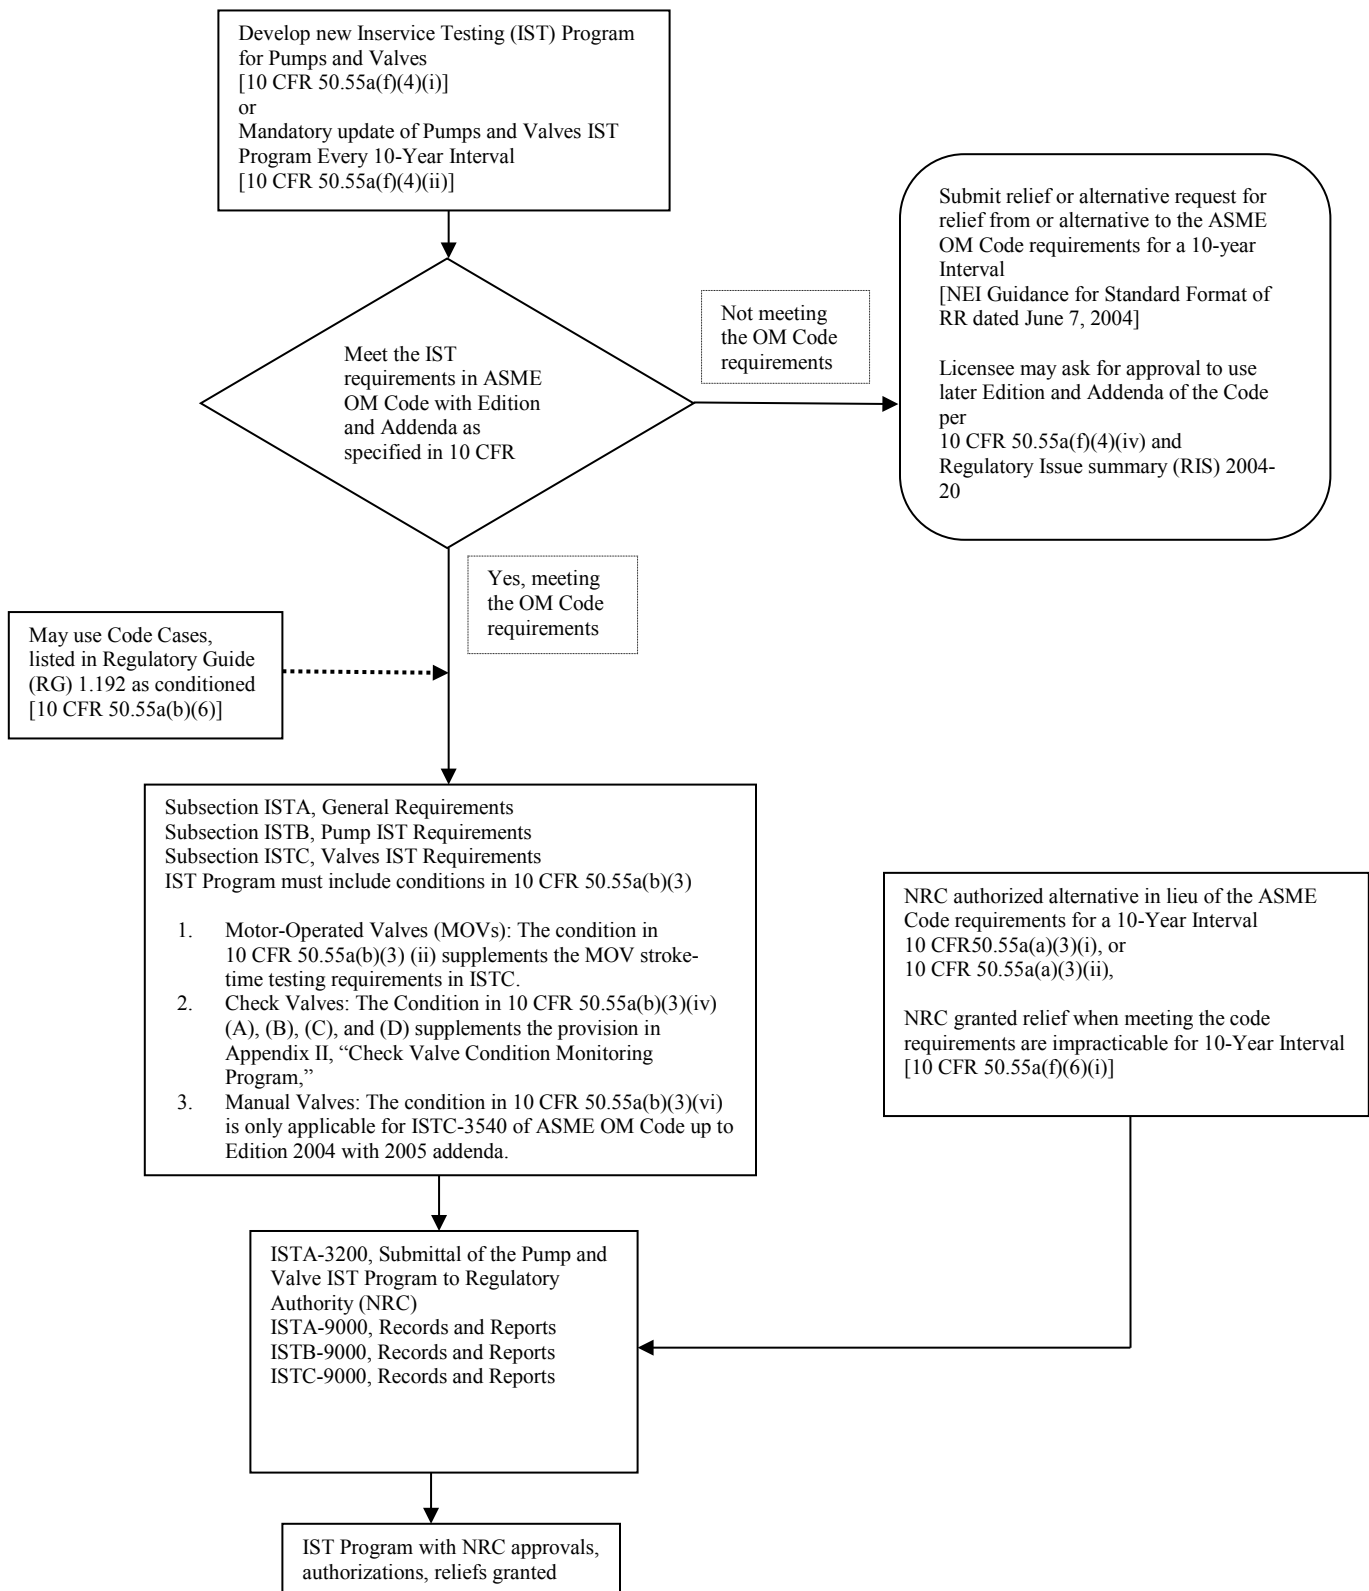 Develop new Inservice Testing (IST) Program
for Pumps and Valves
[10 CFR 50.55a(f)(4)(i)]
or
Mandatory update of Pumps and Valves IST
Program Every 10-Year Interval
[10 CFR 50.55a(f)(4)(ii)]
Submit relief or alternative request for
relief from or alternative to the ASME
OM Code requirements for a 10-year
Interval
[NEI Guidance for Standard Format of
RR dated June 7, 2004]
Licensee may ask for approval to use
later Edition and Addenda of the Code
per
10 CFR 50.55a(f)(4)(iv) and
Regulatory Issue summary (RIS) 2004-
20
Not meeting
the OM Code
requirements
Meet the IST
requirements in ASME
OM Code with Edition
and Addenda as
specified in 10 CFR
Yes, meeting
the OM Code
requirements
May use Code Cases,
listed in Regulatory Guide
(RG) 1.192 as conditioned
[10 CFR 50.55a(b)(6)]
Subsection ISTA, General Requirements
Subsection ISTB, Pump IST Requirements
Subsection ISTC, Valves IST Requirements
IST Program must include conditions in 10 CFR 50.55a(b)(3)
1. Motor-Operated Valves (MOVs): The condition in
10 CFR 50.55a(b)(3) (ii) supplements the MOV stroke-
time testing requirements in ISTC.
2. Check Valves: The Condition in 10 CFR 50.55a(b)(3)(iv)
(A), (B), (C), and (D) supplements the provision in
Appendix II, “Check Valve Condition Monitoring
Program,”
3. Manual Valves: The condition in 10 CFR 50.55a(b)(3)(vi)
is only applicable for ISTC-3540 of ASME OM Code up to
Edition 2004 with 2005 addenda.
NRC authorized alternative in lieu of the ASME
Code requirements for a 10-Year Interval
10 CFR50.55a(a)(3)(i), or
10 CFR 50.55a(a)(3)(ii),
NRC granted relief when meeting the code
requirements are impracticable for 10-Year Interval
[10 CFR 50.55a(f)(6)(i)]
ISTA-3200, Submittal of the Pump and
Valve IST Program to Regulatory
Authority (NRC)
ISTA-9000, Records and Reports
ISTB-9000, Records and Reports
ISTC-9000, Records and Reports
IST Program with NRC approvals,
authorizations, reliefs granted